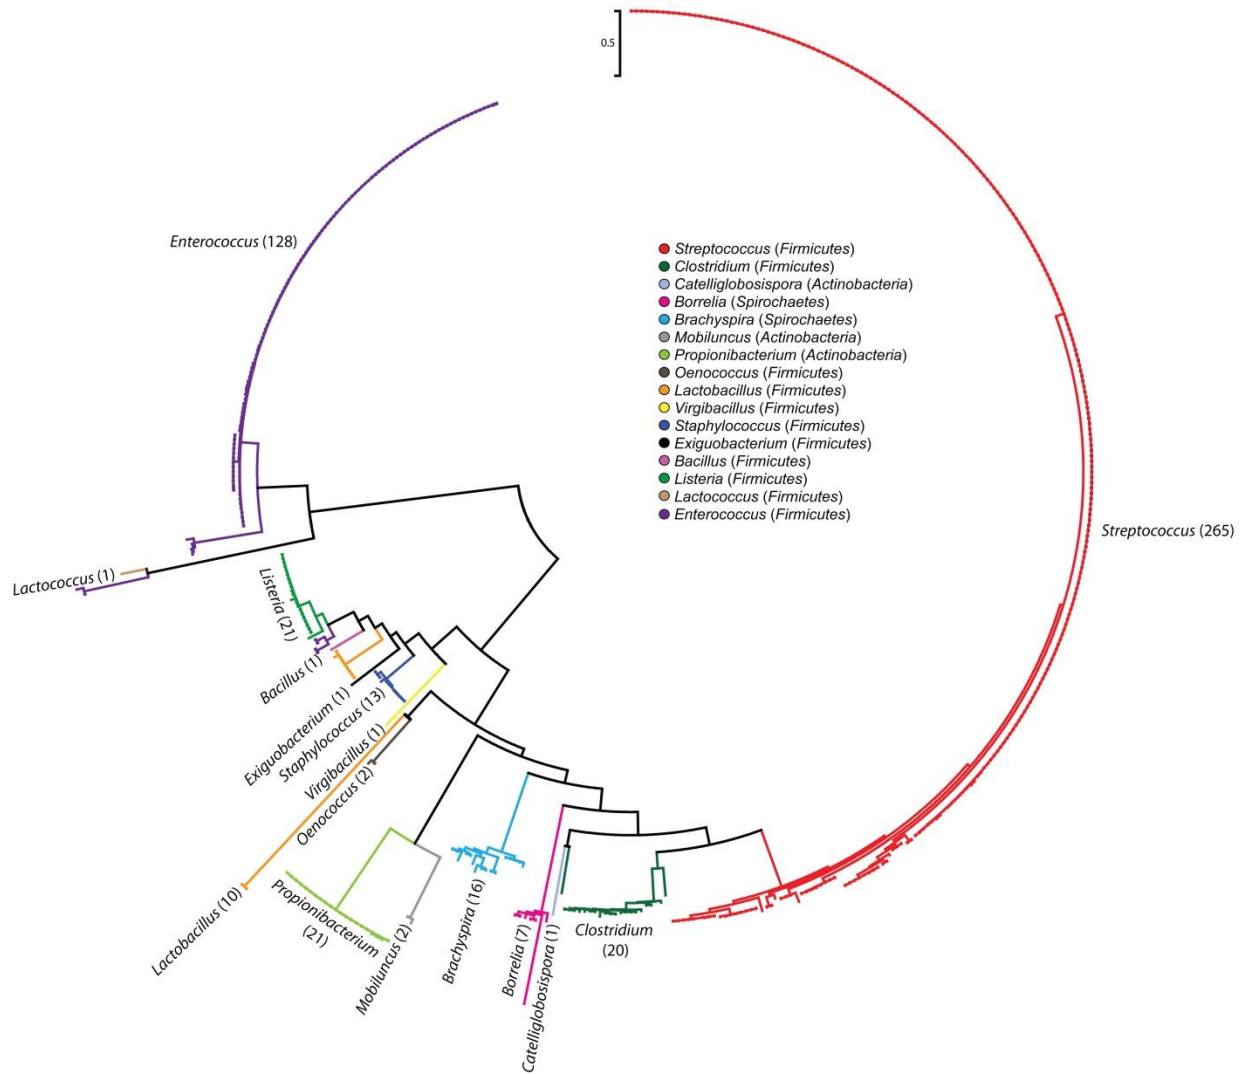 0.5
Enterococcus (128)
Streptococcus (Firmicutes)
Clostridium (Firmicutes)
Catelliglobosispora (Actinobacteria)
Borrelia (Spirochaetes)
Brachyspira (Spirochaetes)
Mobiluncus (Actinobacteria)
Propionibacterium (Actinobacteria)
Oenococcus (Firmicutes)
Lactobacillus (Firmicutes)
Virgibacillus (Firmicutes)
Staphylococcus (Firmicutes)
Exiguobacterium (Firmicutes)
Bacillus (Firmicutes)
Listeria (Firmicutes)
Lactococcus (Firmicutes)
Enterococcus (Firmicutes)
Streptococcus (265)
Lactococcus (1)
Listeria (21)
Bacillus (1)
Exiguobacterium (1)
Staphylococcus (13)
Virgibacillus (1)
Oenococcus (2)
Lactobacillus (10)
Propionibacterium
(21)
Mobiluncus (2)
Brachyspira (16)
Borrelia (7)
Catelliglobosispora (1)
Clostridium
(20)